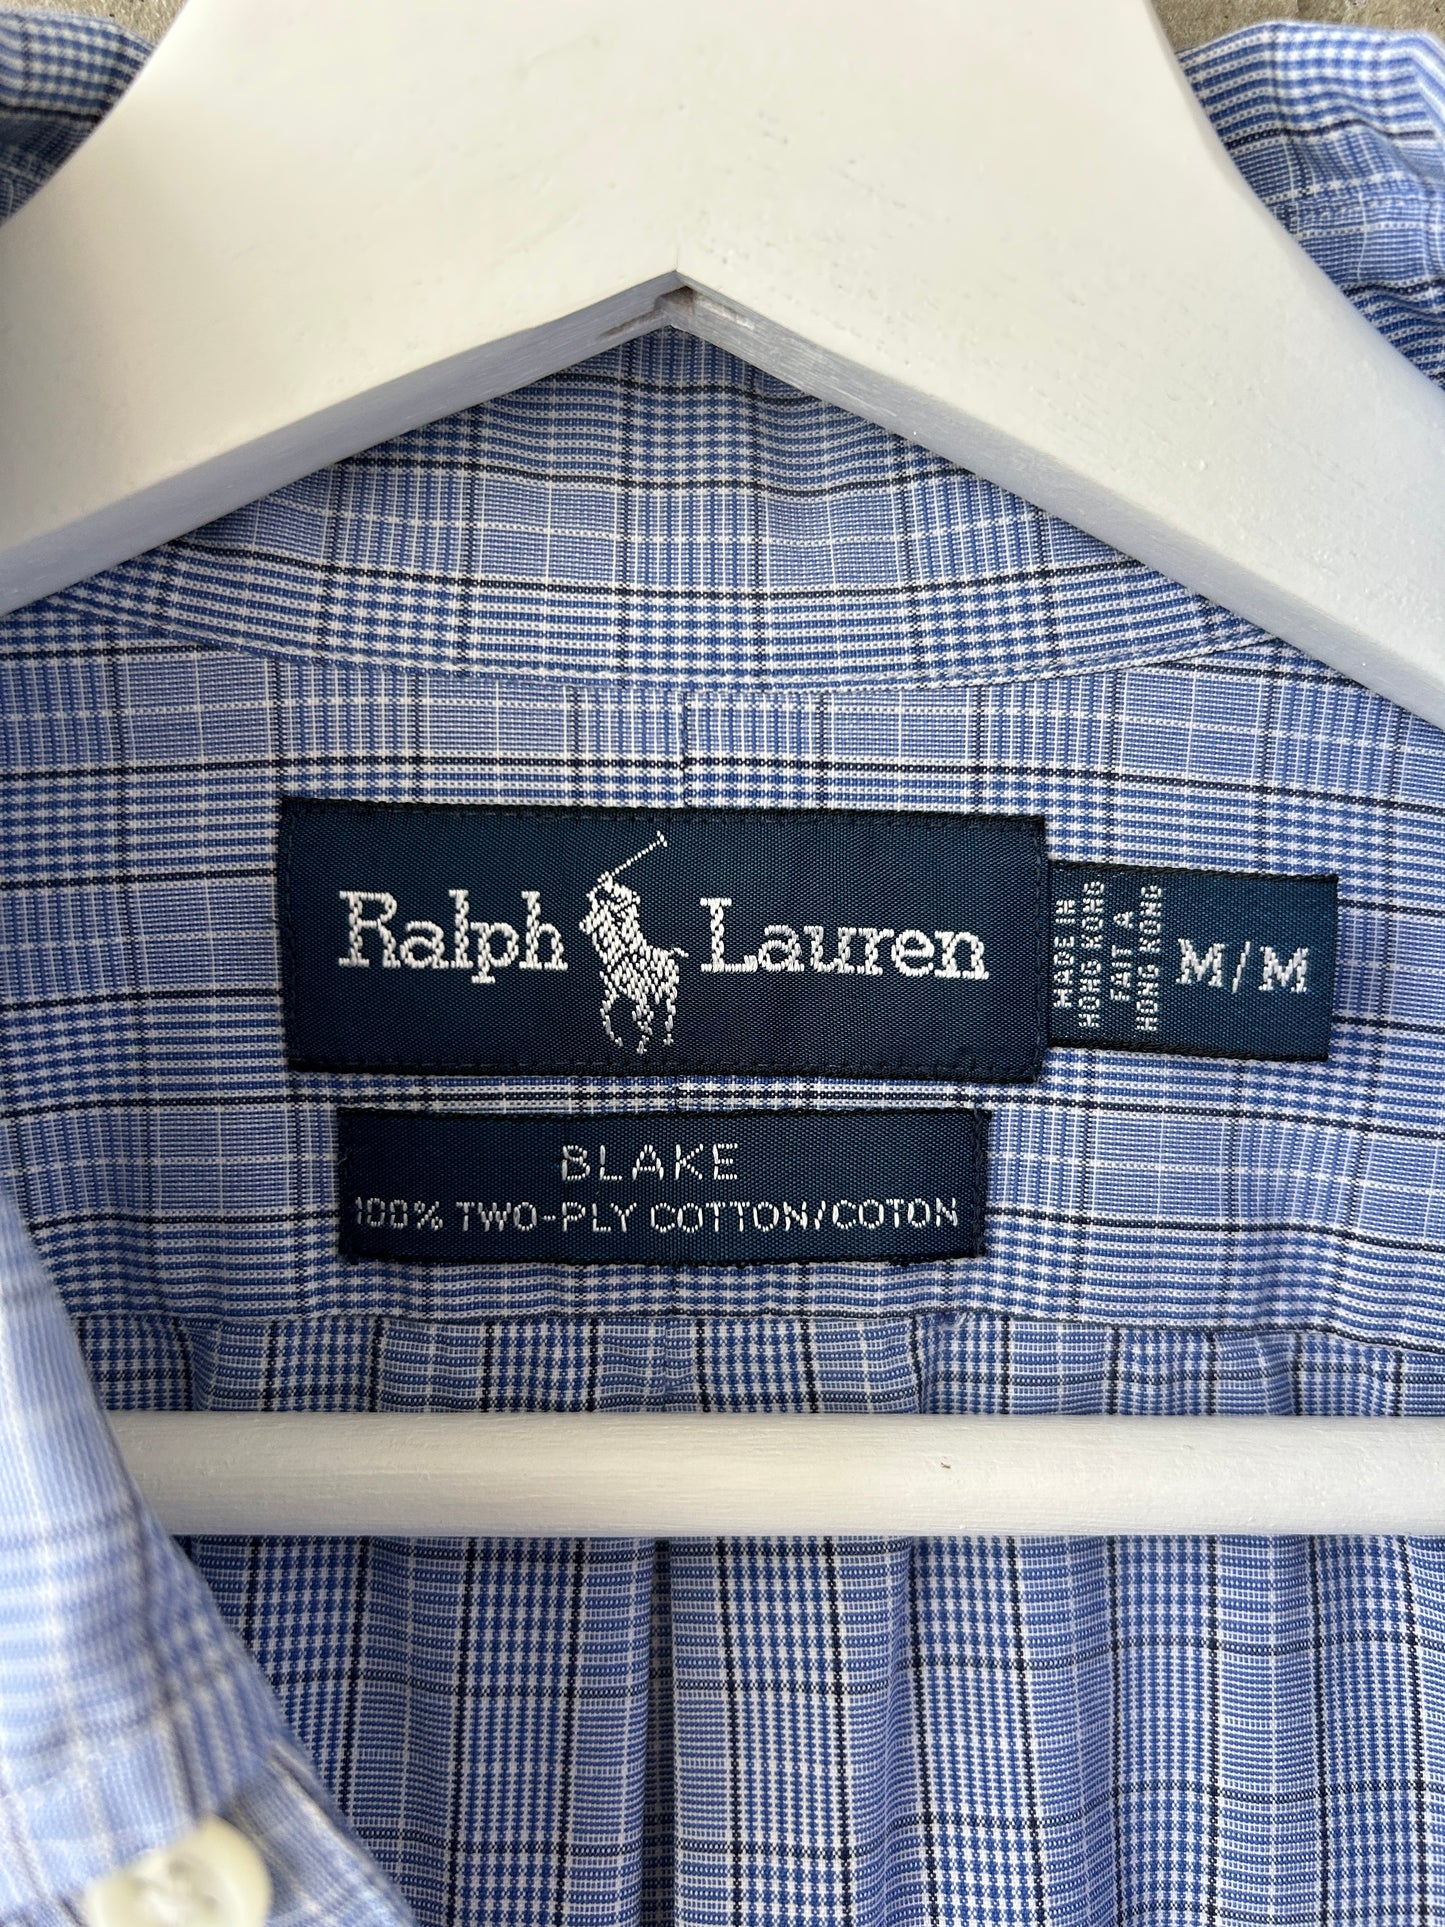 Ralph Lauren
MADE IN
HONG KONG
FAIT A
HONG KONG
M/M
BLAKE
100% TWO-PLY COTTON/COTON